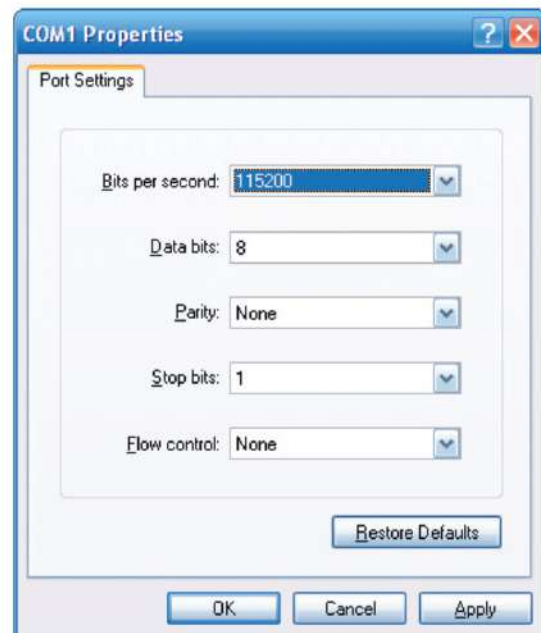 COM1 Properties
Port Settings
Bits per second: 115200
Data bits: 8
Parity: None
Stop bits: 1
Flow control: None
Restore Defaults
OK Cancel Apply